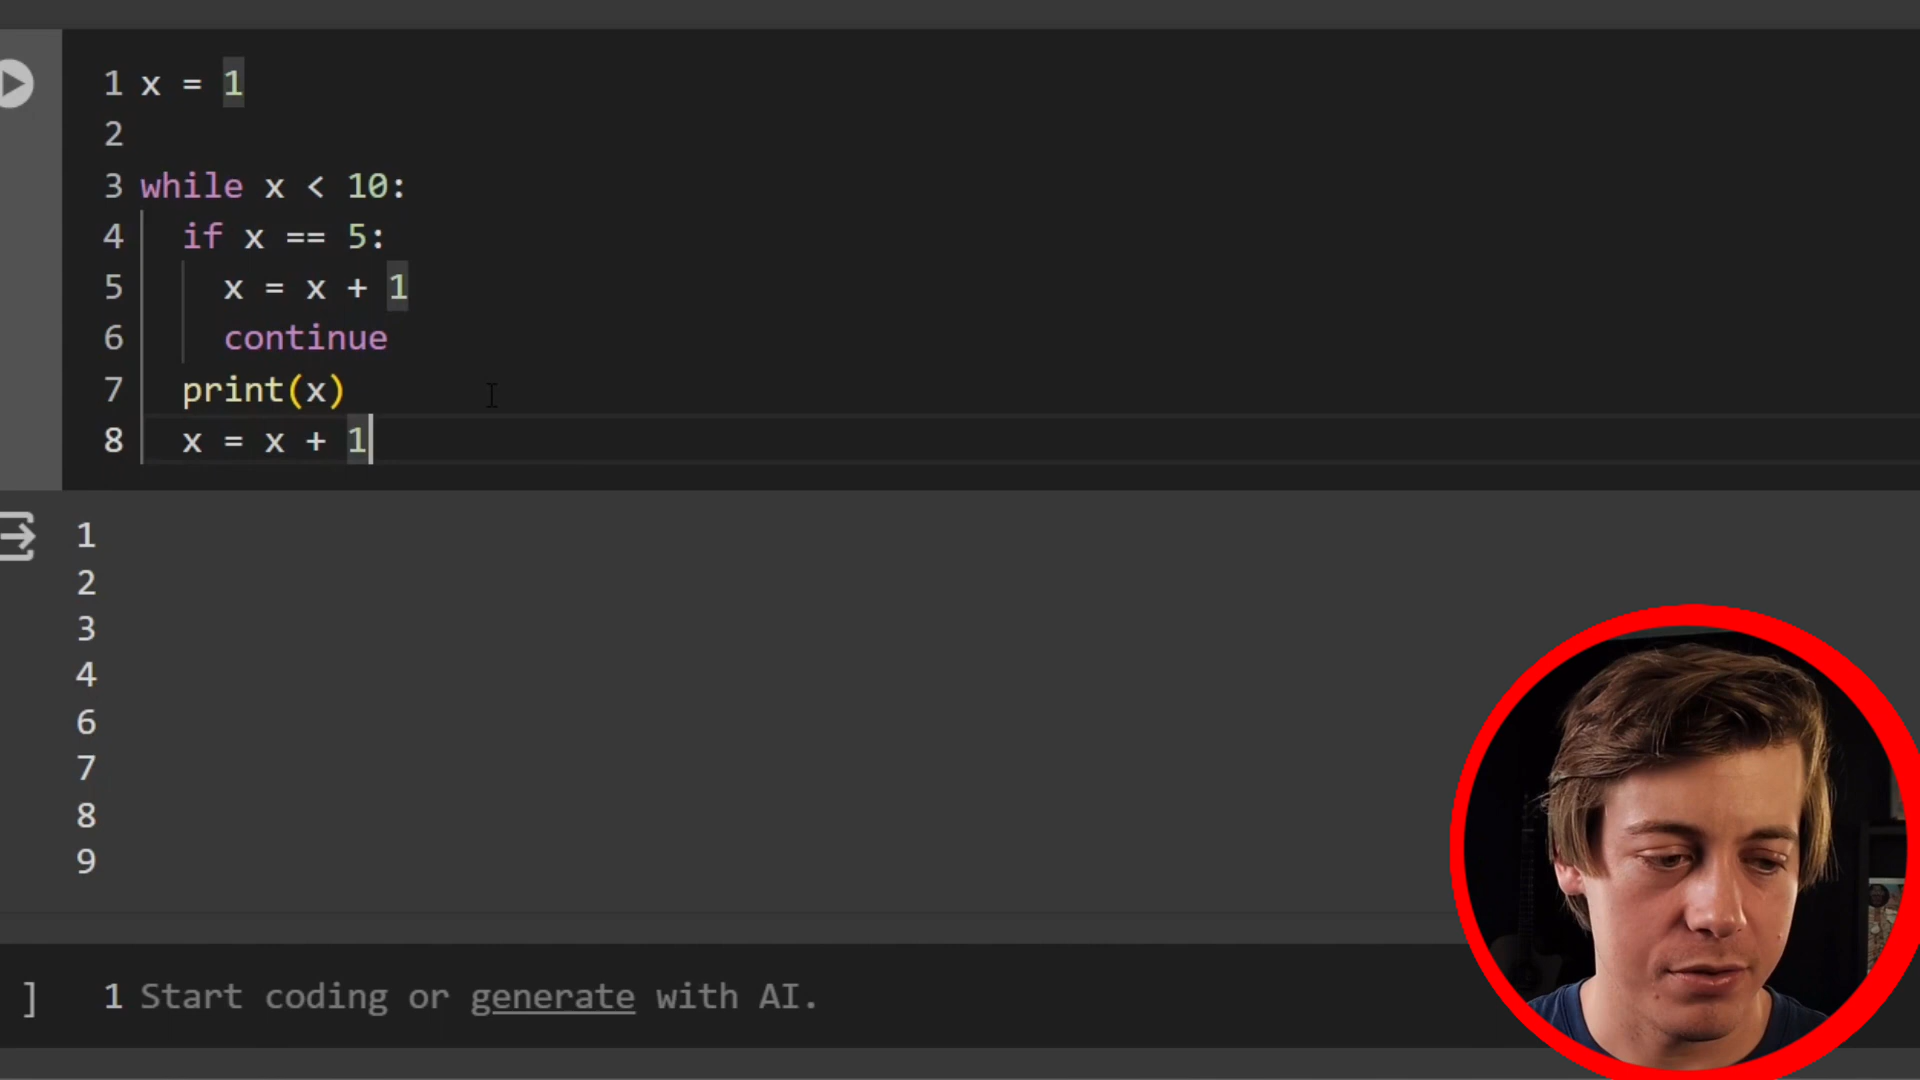 1 x = 1
2
3 while x < 10:
4 if x == 5:
5 x = x + 1
6 continue
7 print(x)
8 x = x + 1
1
2
3
4
6
7
8
9
] 1 Start coding or generate with AI.